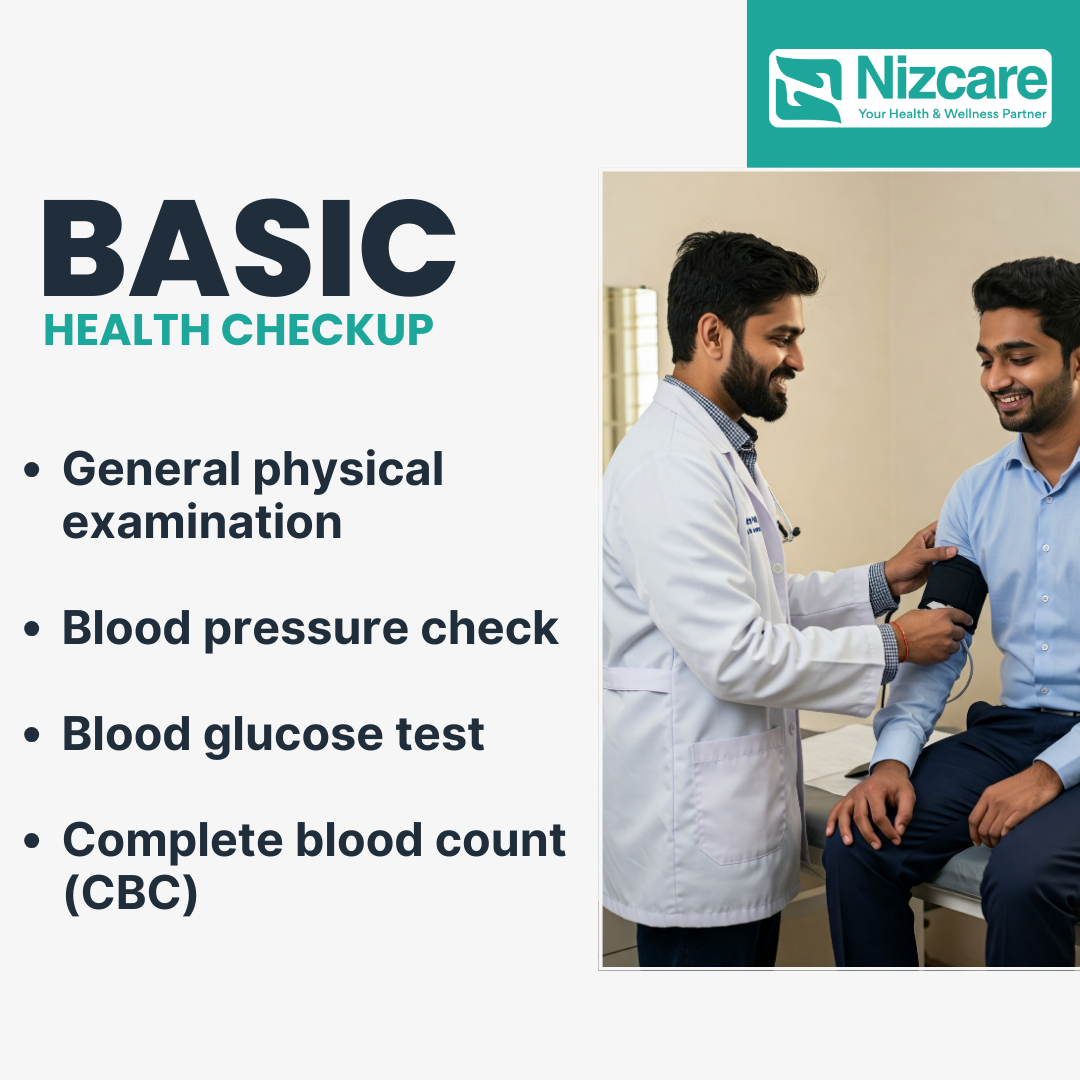 Nizcare
Your Health & Wellness Partner
BASIC
HEALTH CHECKUP
• General physical
examination
• Blood pressure check
• Blood glucose test
• Complete blood count
(CBC)